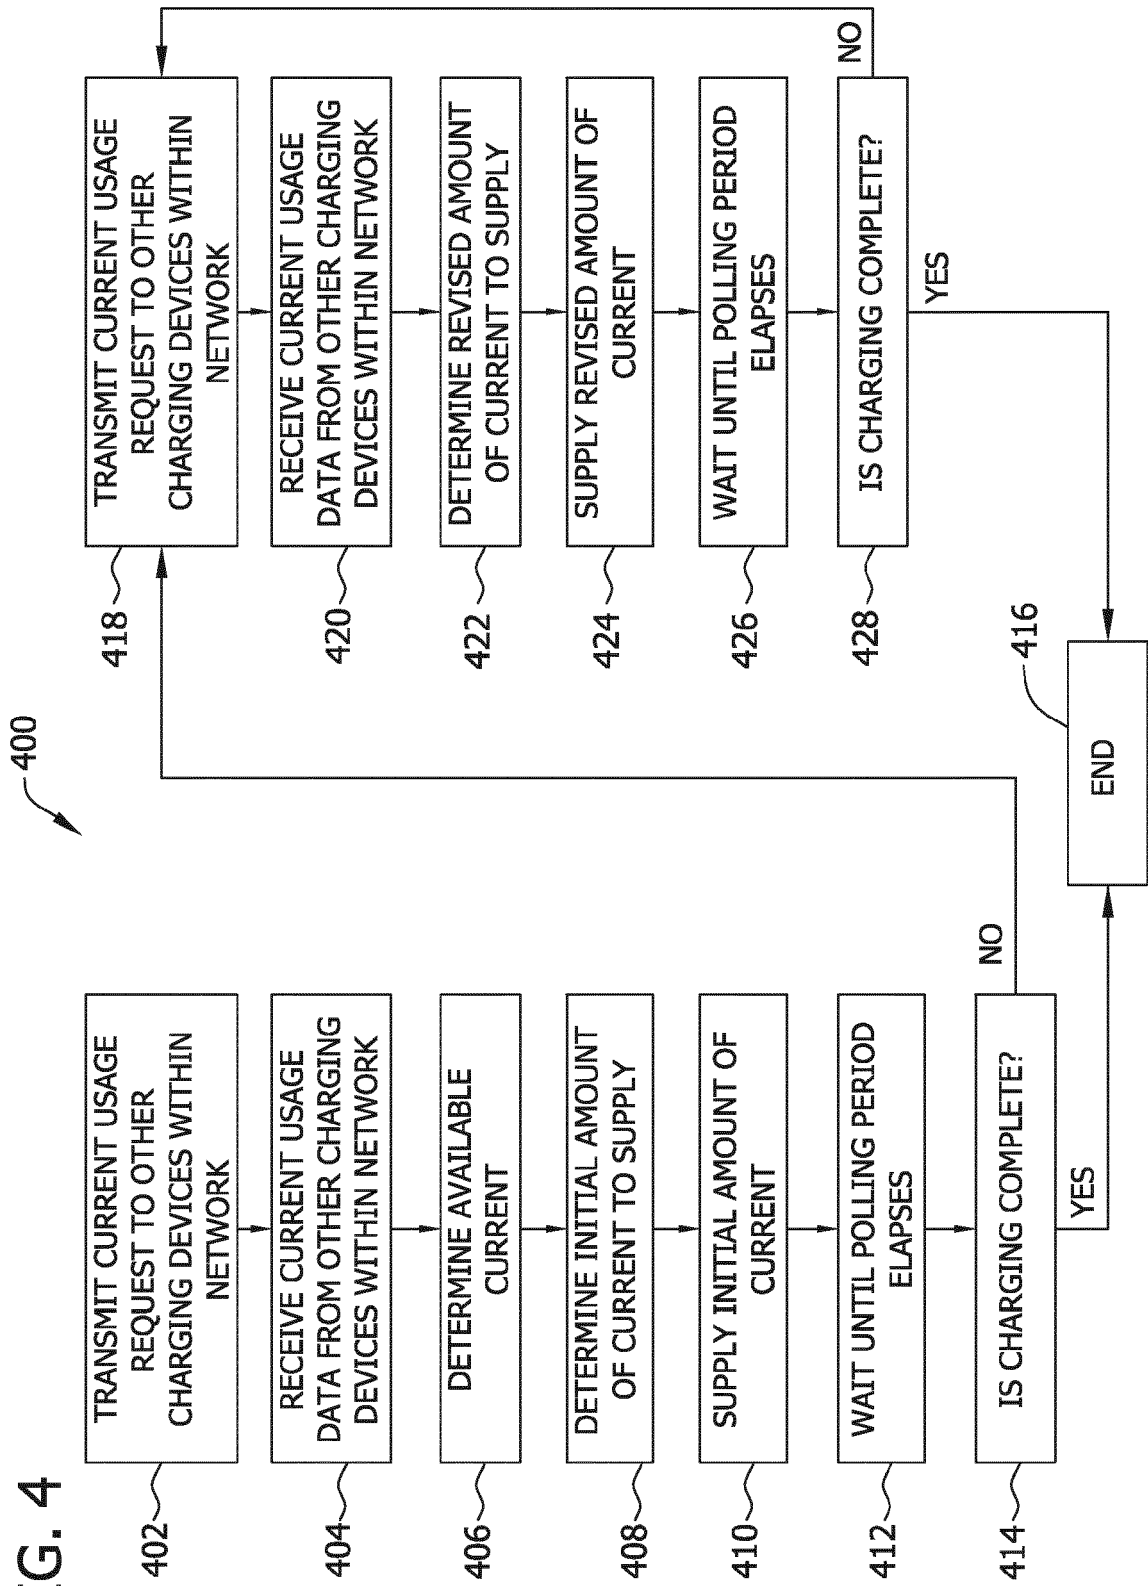 IG. 4
400
402
TRANSMIT CURRENT USAGE
REQUEST TO OTHER
CHARGING DEVICES WITHIN
NETWORK
404
RECEIVE CURRENT USAGE
DATA FROM OTHER CHARGING
DEVICES WITHIN NETWORK
406
DETERMINE AVAILABLE
CURRENT
408
DETERMINE INITIAL AMOUNT
OF CURRENT TO SUPPLY
410
SUPPLY INITIAL AMOUNT OF
CURRENT
412
WAIT UNTIL POLLING PERIOD
ELAPSES
414
IS CHARGING COMPLETE?
NO
YES
418
TRANSMIT CURRENT USAGE
REQUEST TO OTHER
CHARGING DEVICES WITHIN
NETWORK
420
RECEIVE CURRENT USAGE
DATA FROM OTHER CHARGING
DEVICES WITHIN NETWORK
422
DETERMINE REVISED AMOUNT
OF CURRENT TO SUPPLY
424
SUPPLY REVISED AMOUNT OF
CURRENT
426
WAIT UNTIL POLLING PERIOD
ELAPSES
428
IS CHARGING COMPLETE?
NO
YES
416
END